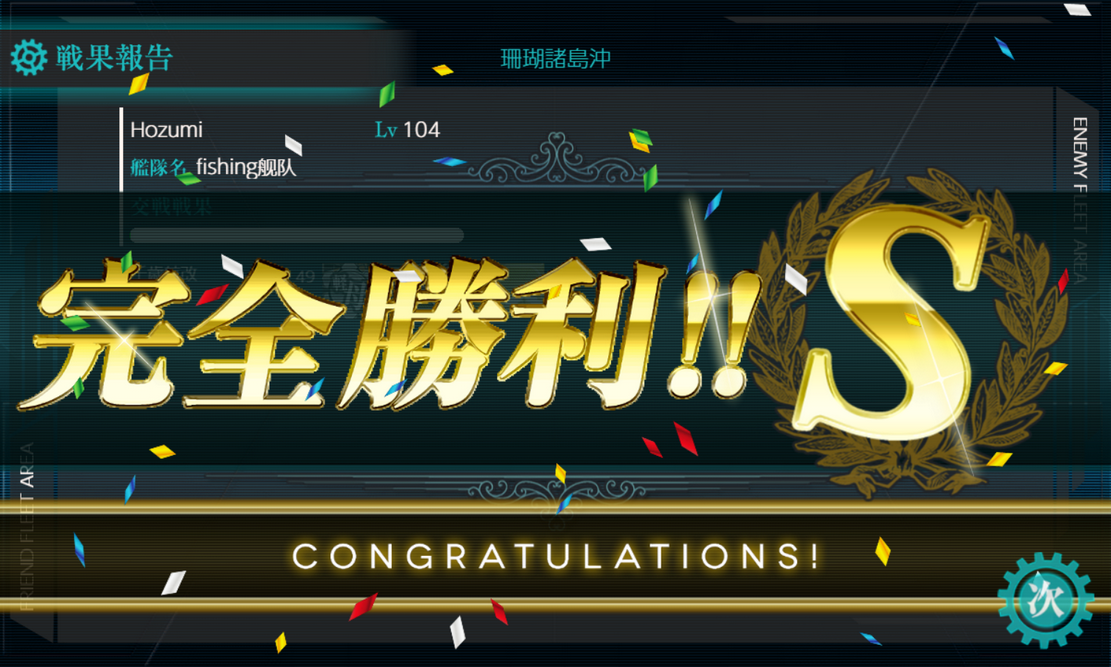 戦果報告
珊瑚諸島沖
Hozumi Lv 104
艦隊名 fishing舰队
交戦戦果
ENEMY FLEET AREA
完全勝利!! S
FRIEND FLEET AREA
CONGRATULATIONS!
次